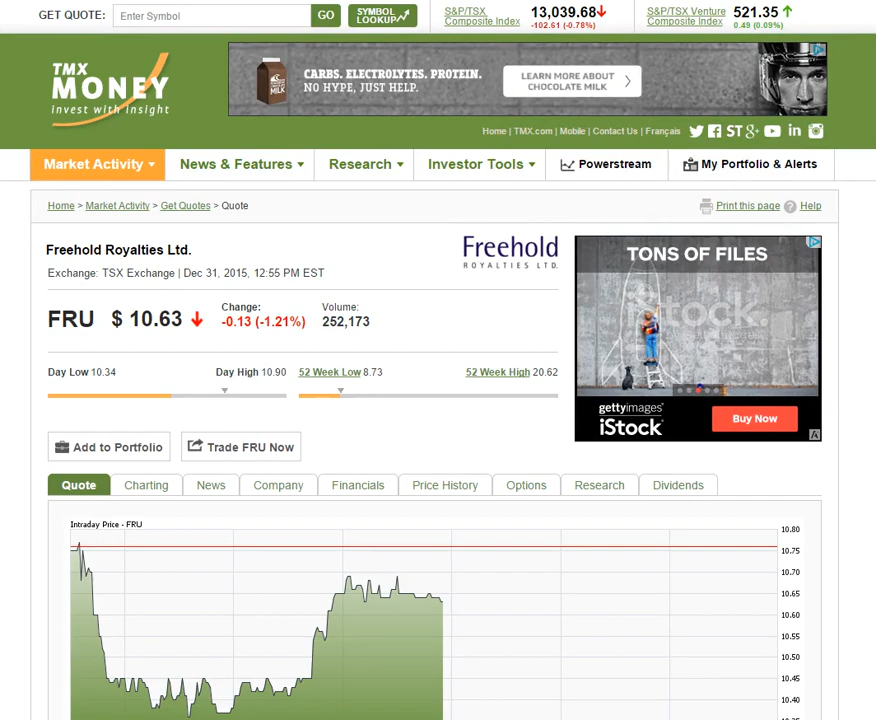 GET QUOTE: Enter Symbol GO SYMBOL LOOKUP
S&P/TSX Composite Index 13,039.68 -102.61 (-0.78%)
S&P/TSX Venture Composite Index 521.35 0.49 (0.09%)
TMX MONEY
invest with insight
CARBS. ELECTROLYTES. PROTEIN.
NO HYPE, JUST HELP.
LEARN MORE ABOUT
CHOCOLATE MILK
Home | TMX.com | Mobile | Contact Us | Français
ST g+ in
Market Activity News & Features Research Investor Tools Powerstream My Portfolio & Alerts
Home > Market Activity > Get Quotes > Quote
Print this page ? Help
Freehold Royalties Ltd.
Exchange: TSX Exchange | Dec 31, 2015, 12:55 PM EST
Freehold
ROYALTIES LTD.
FRU $ 10.63
Change:
-0.13 (-1.21%)
Volume:
252,173
Day Low 10.34 Day High 10.90 52 Week Low 8.73 52 Week High 20.62
TONS OF FILES
iStock.
gettyimages®
iStock.
Buy Now
Add to Portfolio Trade FRU Now
Quote Charting News Company Financials Price History Options Research Dividends
Intraday Price - FRU
10.80
10.75
10.70
10.65
10.60
10.55
10.50
10.45
10.40
10.35